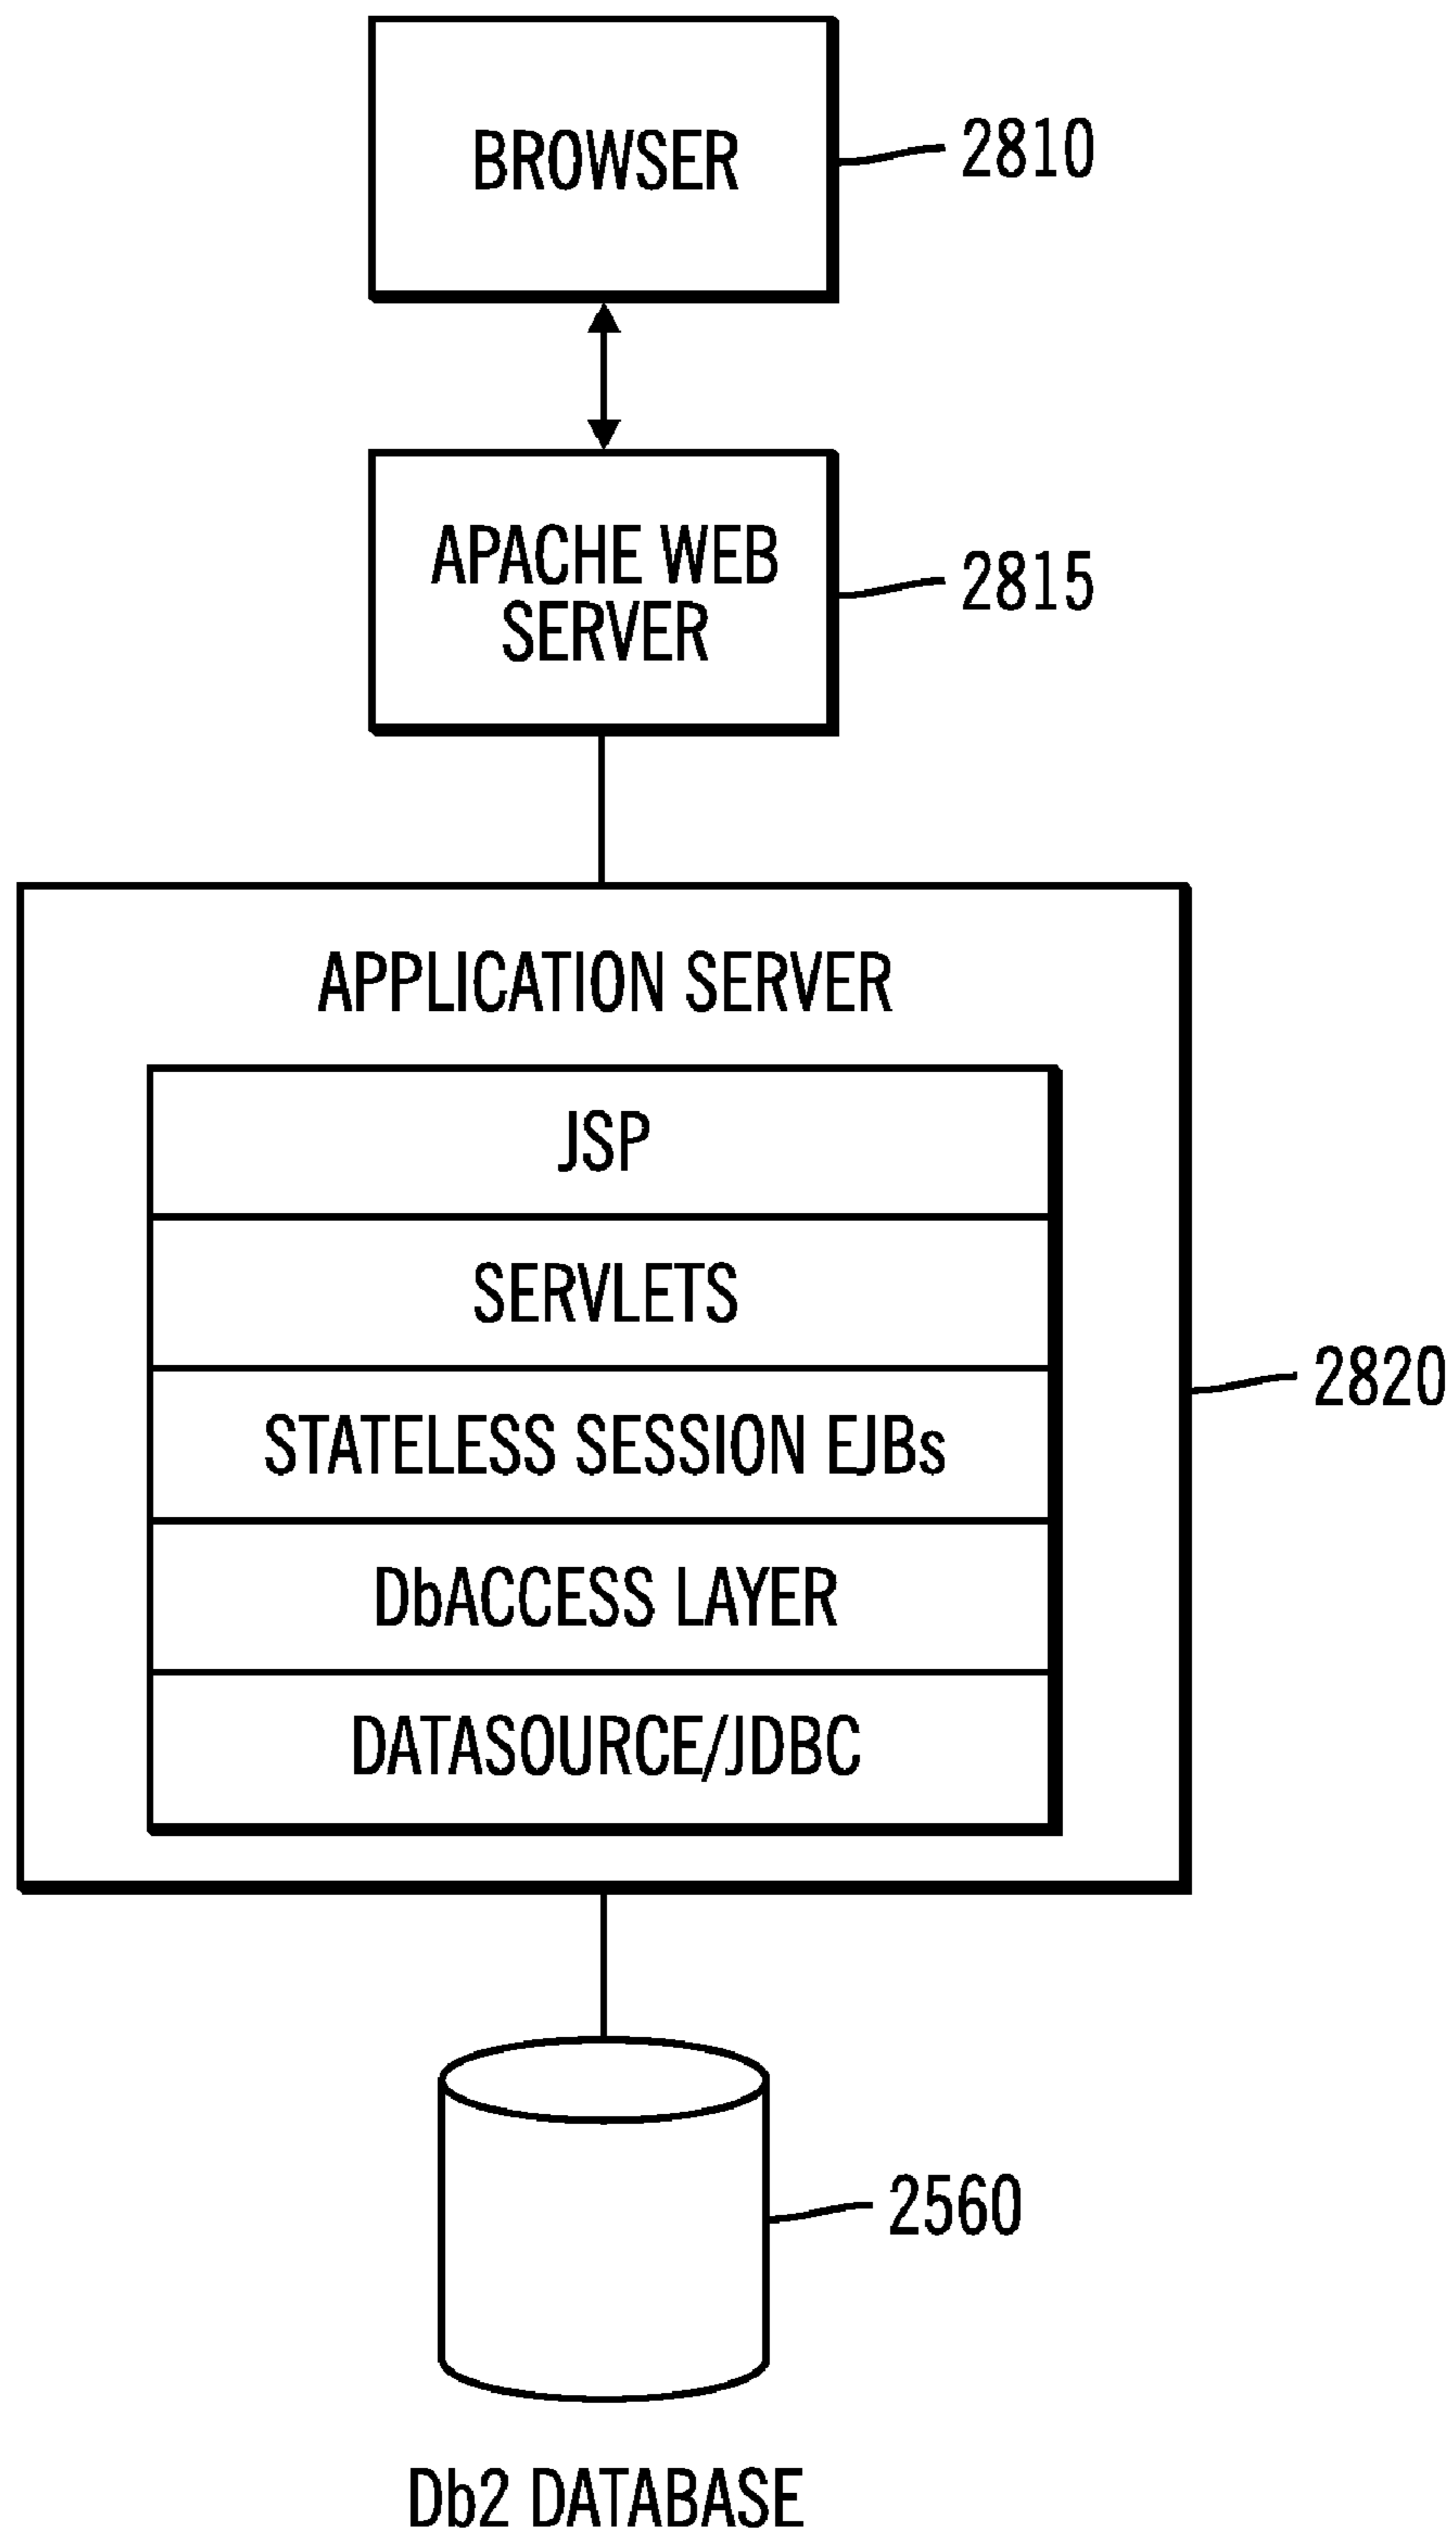 BROWSER
2810
APACHE WEB
SERVER
2815
APPLICATION SERVER
JSP
SERVLETS
STATELESS SESSION EJBs
DbACCESS LAYER
DATASOURCE/JDBC
2820
2560
Db2 DATABASE